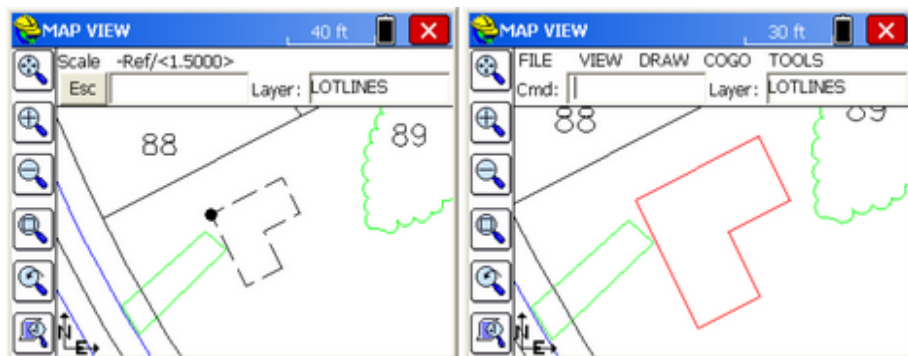 MAP VIEW 40 ft
Scale -Ref/<1.5000>
Esc Layer: LOTLINES
88
89
N
E
MAP VIEW 30 ft
FILE VIEW DRAW COGO TOOLS
Cmd: Layer: LOTLINES
88
89
N
E